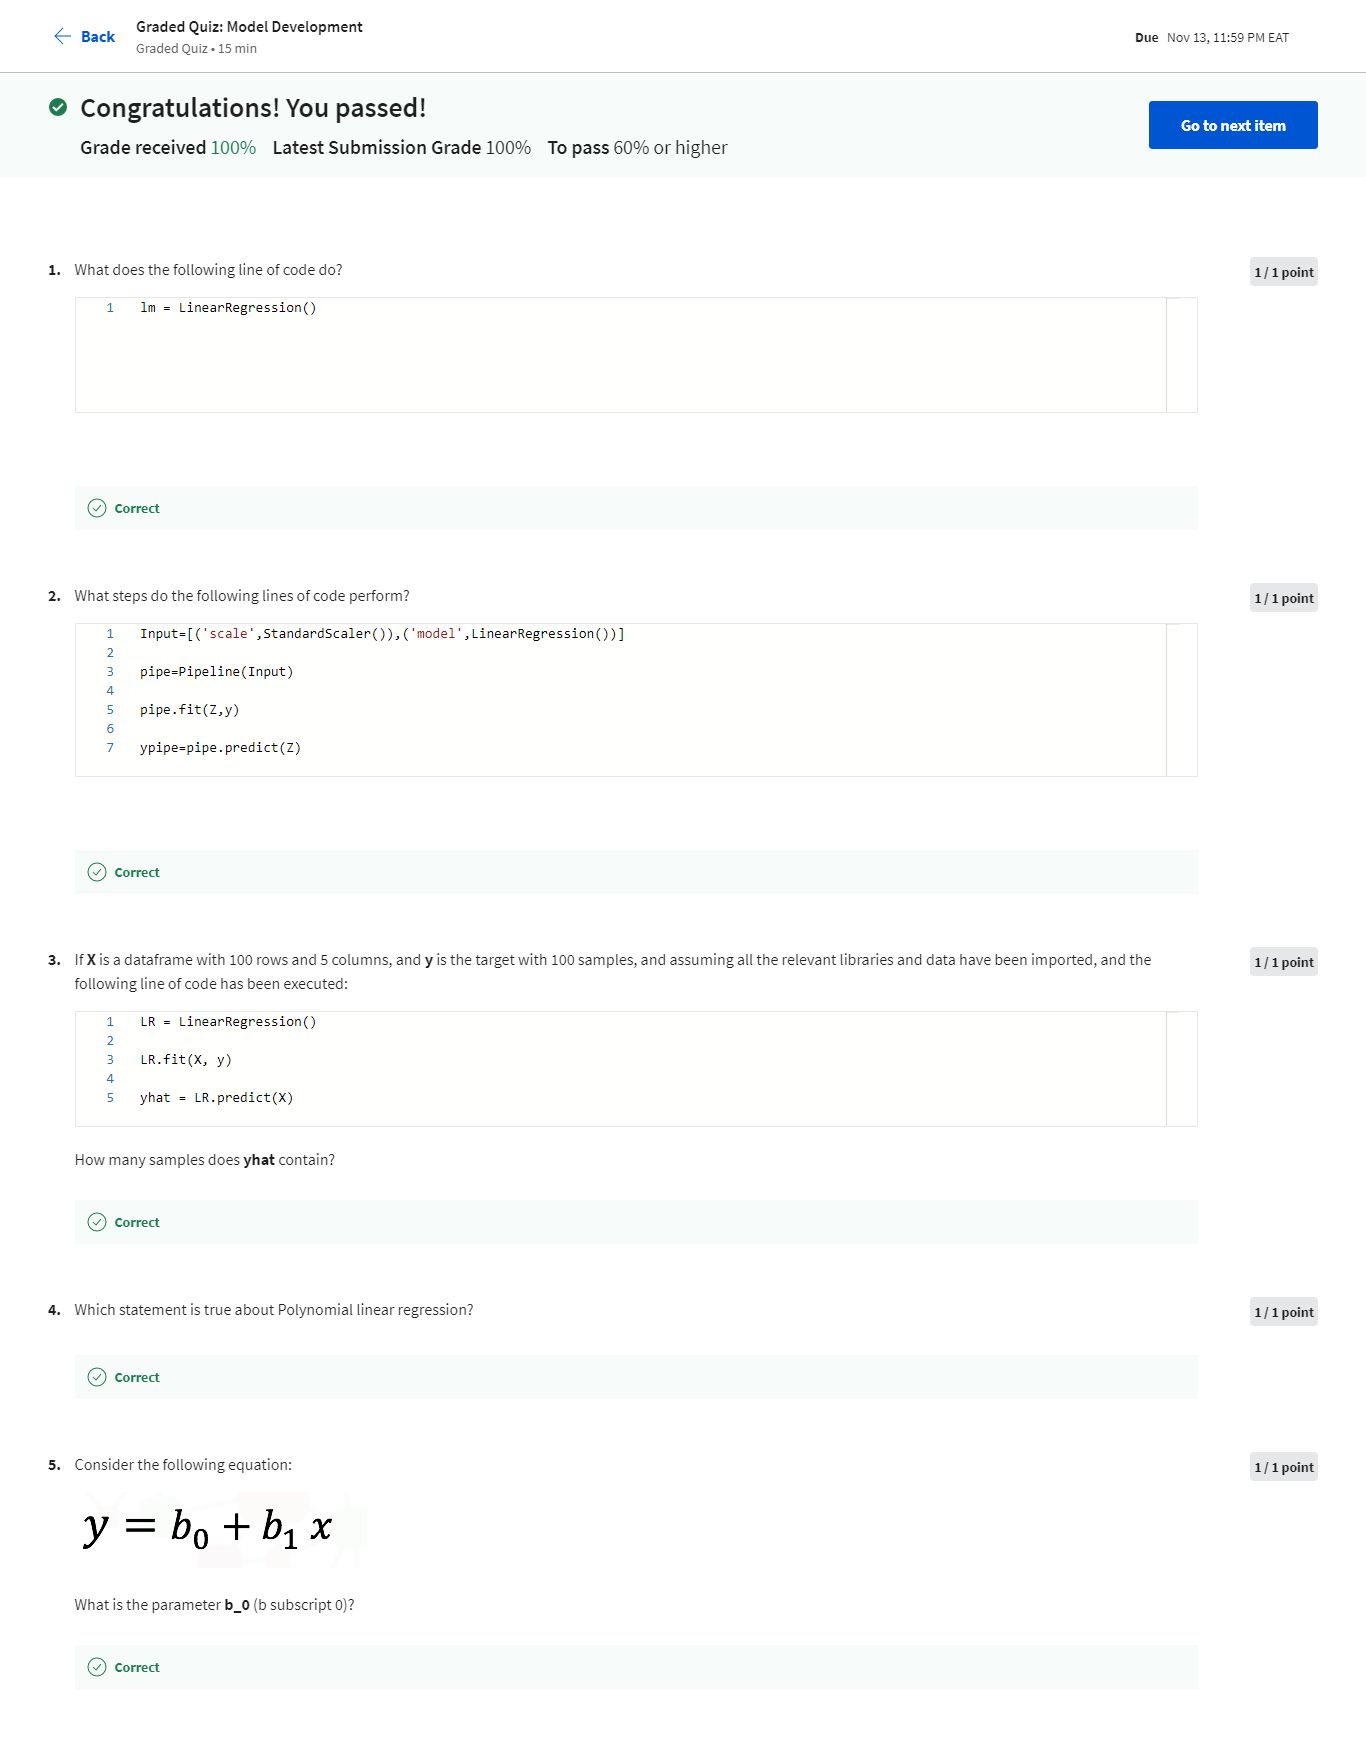 Back
Graded Quiz: Model Development
Graded Quiz • 15 min
Due Nov 13, 11:59 PM EAT
Congratulations! You passed!
Grade received 100% Latest Submission Grade 100% To pass 60% or higher
Go to next item
1. What does the following line of code do?
1 / 1 point
1 lm = LinearRegression()
Correct
2. What steps do the following lines of code perform?
1 / 1 point
1 Input=[('scale',StandardScaler()),('model',LinearRegression())]
2
3 pipe=Pipeline(Input)
4
5 pipe.fit(Z,y)
6
7 ypipe=pipe.predict(Z)
Correct
3. If X is a dataframe with 100 rows and 5 columns, and y is the target with 100 samples, and assuming all the relevant libraries and data have been imported, and the
following line of code has been executed:
1 / 1 point
1 LR = LinearRegression()
2
3 LR.fit(X, y)
4
5 yhat = LR.predict(X)
How many samples does yhat contain?
Correct
4. Which statement is true about Polynomial linear regression?
1 / 1 point
Correct
5. Consider the following equation:
1 / 1 point
y = b₀ + b₁ x
What is the parameter b_0 (b subscript 0)?
Correct